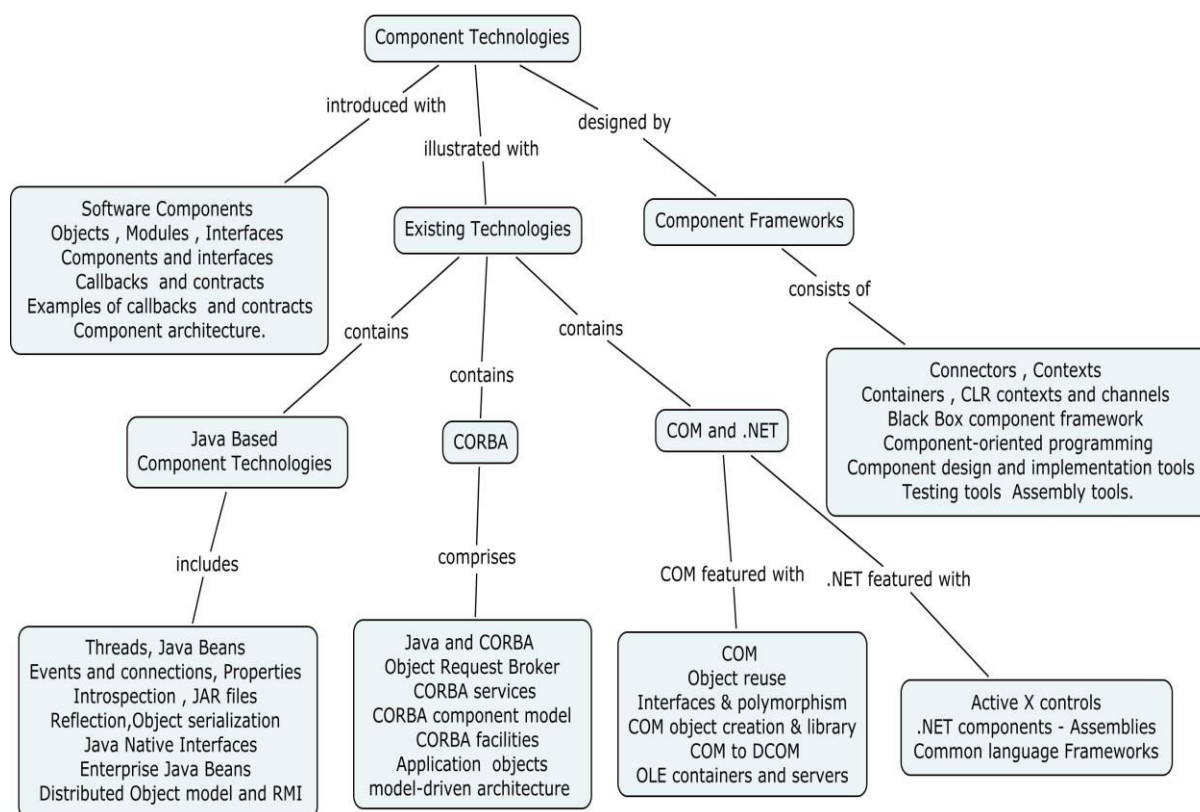 Component Technologies
introduced with
illustrated with
designed by
Software Components
Objects , Modules , Interfaces
Components and interfaces
Callbacks and contracts
Examples of callbacks and contracts
Component architecture.
Existing Technologies
Component Frameworks
contains
contains
contains
consists of
Java Based
Component Technologies
CORBA
COM and .NET
Connectors , Contexts
Containers , CLR contexts and channels
Black Box component framework
Component-oriented programming
Component design and implementation tools
Testing tools Assembly tools.
includes
comprises
COM featured with
.NET featured with
Threads, Java Beans
Events and connections, Properties
Introspection , JAR files
Reflection,Object serialization
Java Native Interfaces
Enterprise Java Beans
Distributed Object model and RMI
Java and CORBA
Object Request Broker
CORBA services
CORBA component model
CORBA facilities
Application objects
model-driven architecture
COM
Object reuse
Interfaces & polymorphism
COM object creation & library
COM to DCOM
OLE containers and servers
Active X controls
.NET components - Assemblies
Common language Frameworks